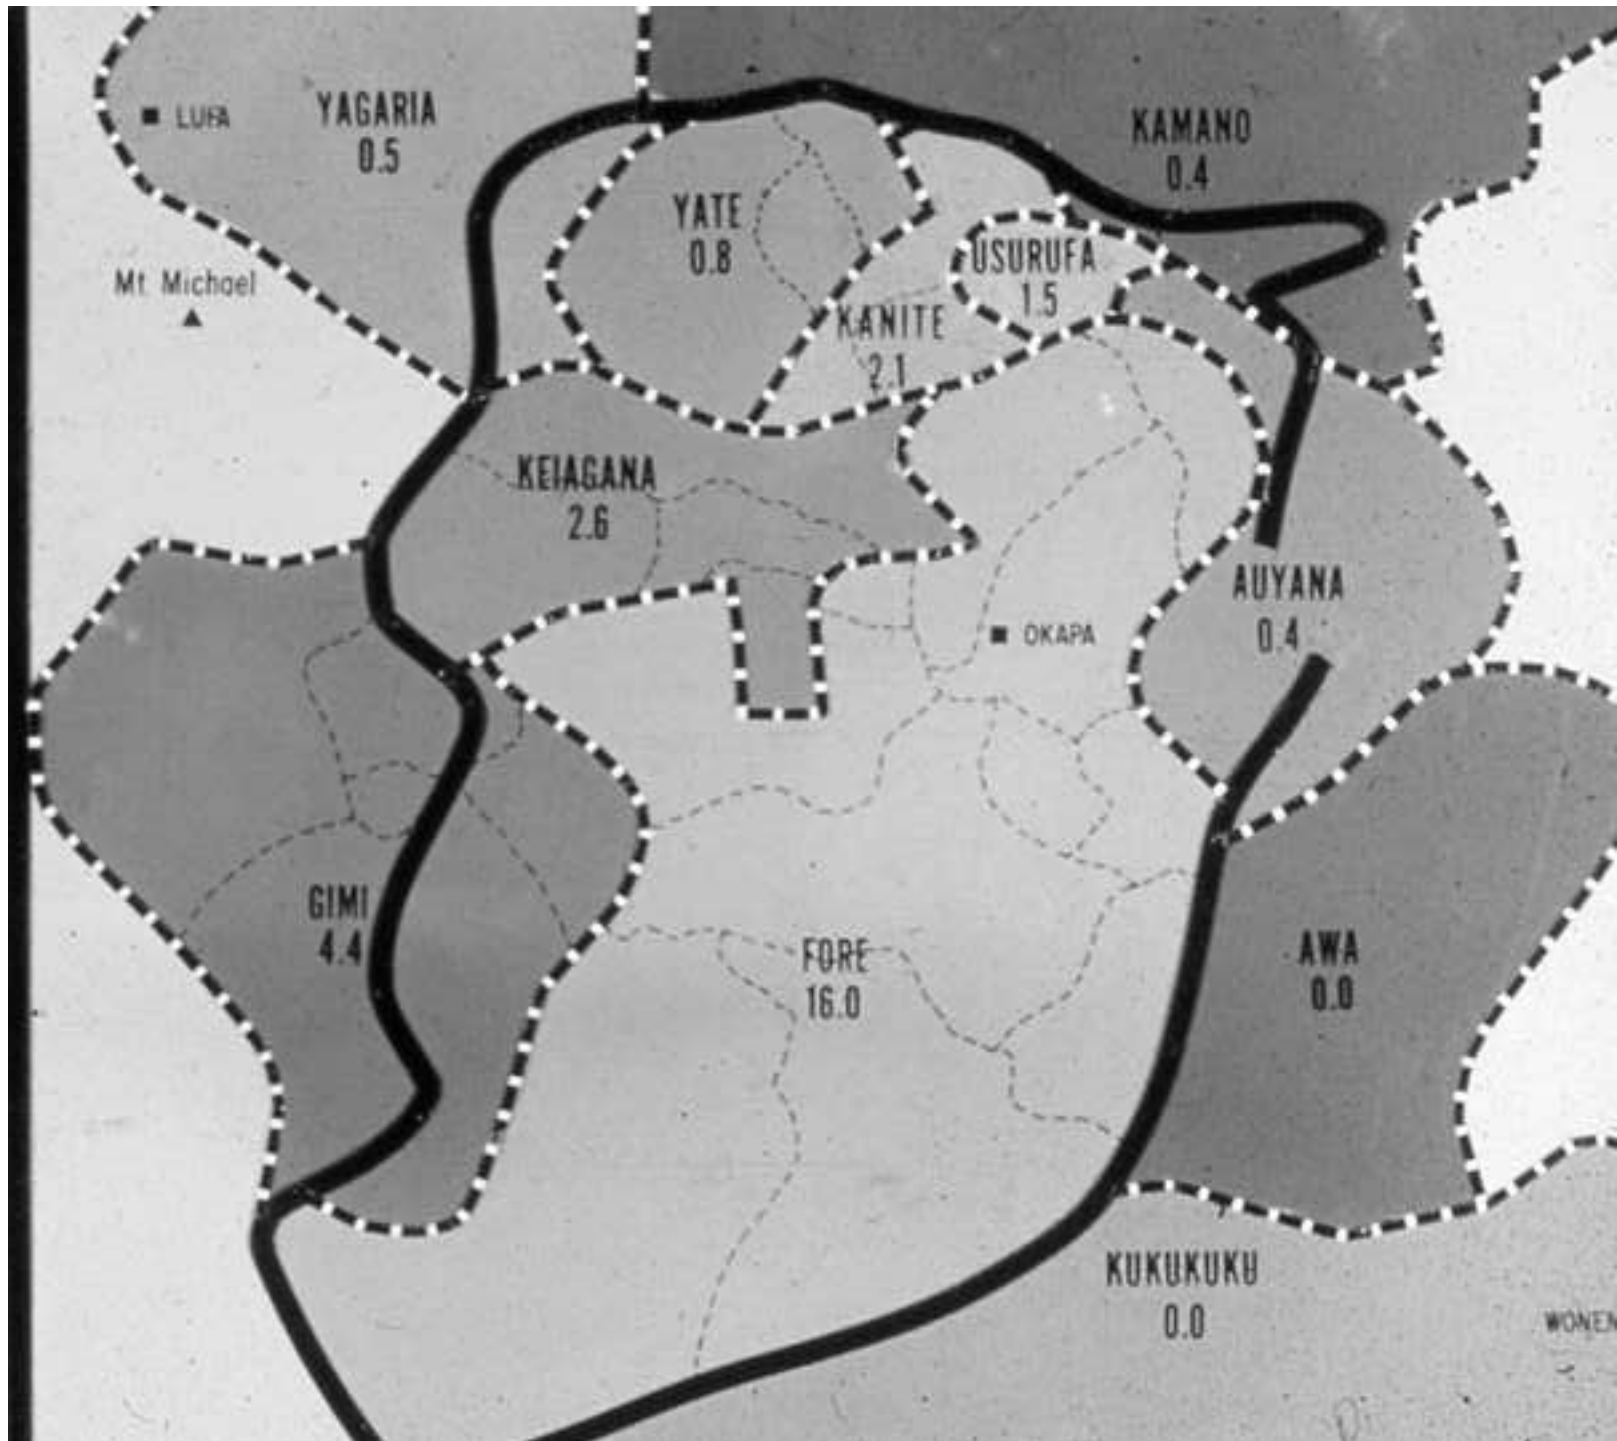 LUFA
YAGARIA
0.5
KAMANO
0.4
YATE
0.8
USURUFA
1.5
Mt. Michael
KANITE
2.1
KEIAGANA
2.6
AUYANA
0.4
OKAPA
GIMI
4.4
FORE
16.0
AWA
0.0
KUKUKUKU
0.0
WONEN